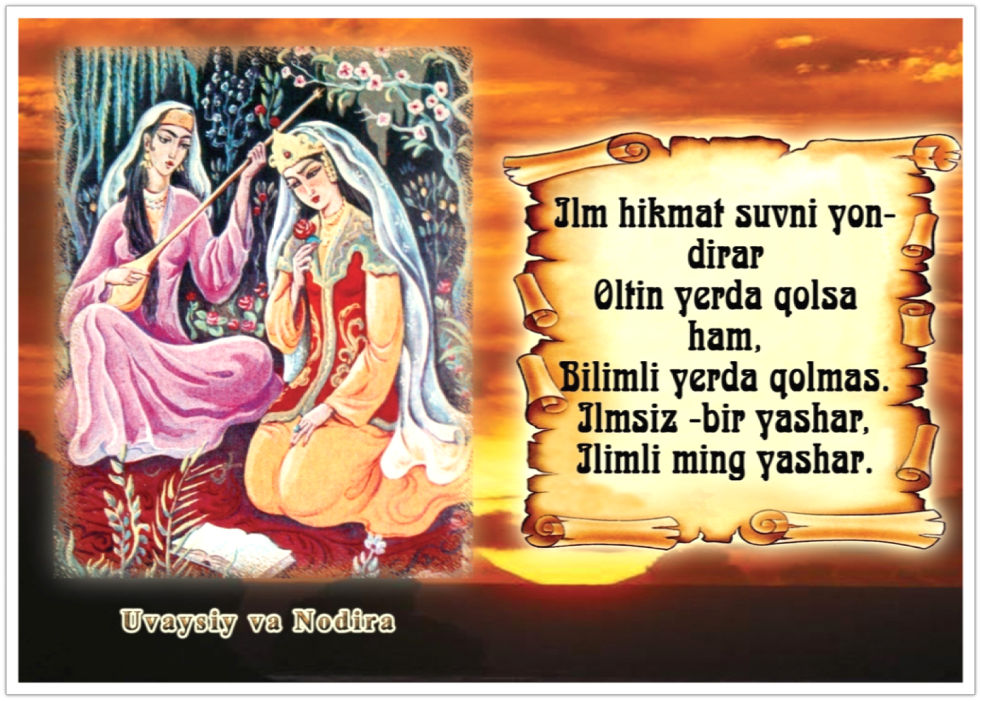 Ilm hikmat suvni yon-
dirar
Oltin yerda qolsa
ham,
Bilimli yerda qolmas.
Ilmsiz -bir yashar,
Ilimli ming yashar.
Uvaysiy va Nodira